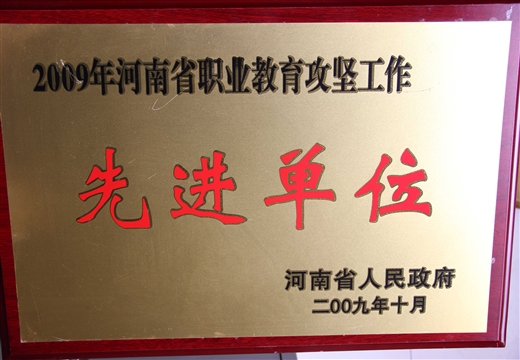 2009年河南省职业教育攻坚工作
先进单位
河南省人民政府
二00九年十月